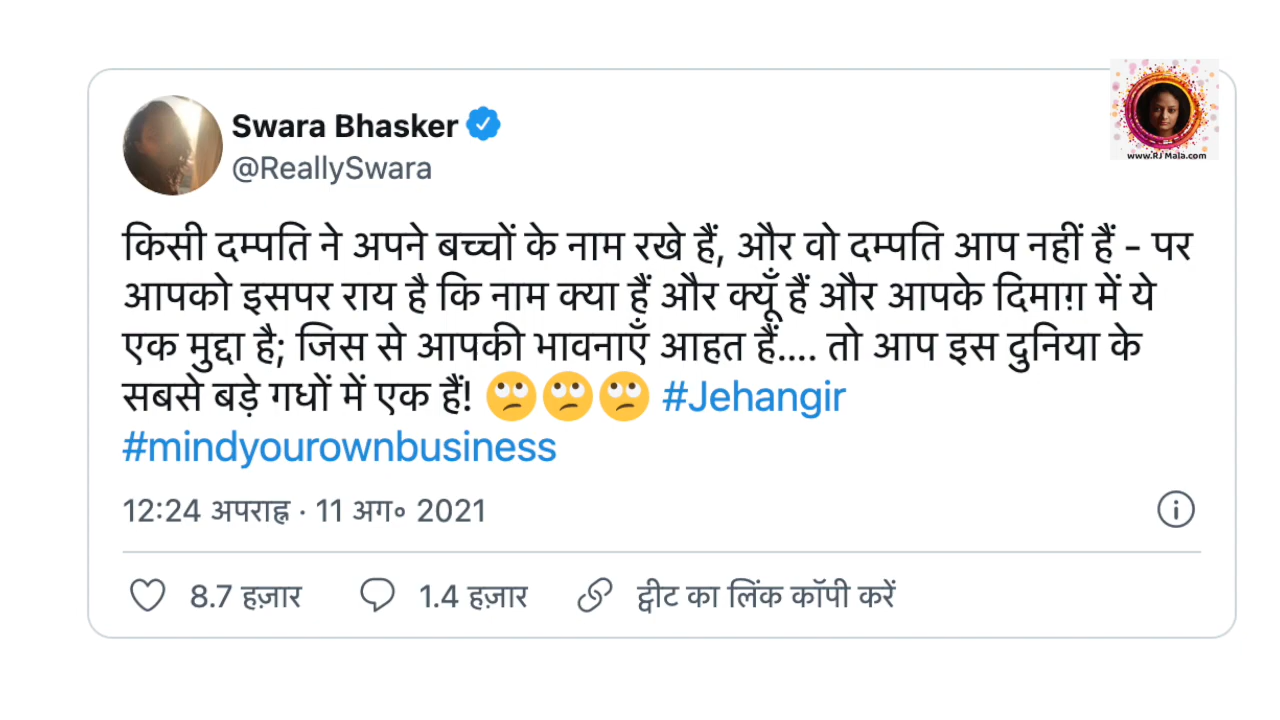 Swara Bhasker
@ReallySwara
www.RJ Mala.com
किसी दम्पति ने अपने बच्चों के नाम रखे हैं, और वो दम्पति आप नहीं हैं - पर
आपको इसपर राय है कि नाम क्या हैं और क्यूँ हैं और आपके दिमाग़ में ये
एक मुद्दा है; जिस से आपकी भावनाएँ आहत हैं.... तो आप इस दुनिया के
सबसे बड़े गधों में एक हैं! 🙄🙄🙄 #Jehangir
#mindyourownbusiness
12:24 अपराह्न · 11 अग॰ 2021
8.7 हज़ार 1.4 हज़ार ट्वीट का लिंक कॉपी करें